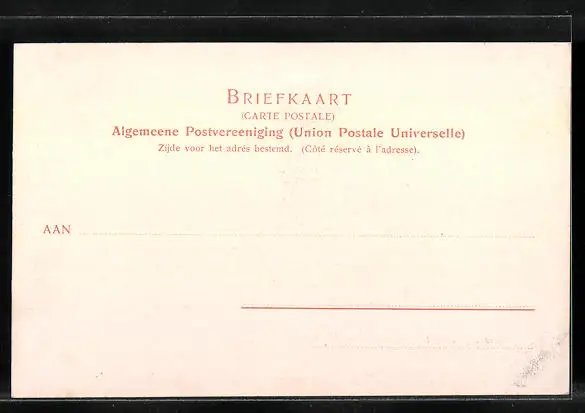 BRIEFKAART
(CARTE POSTALE)
Algemeene Postvereeniging (Union Postale Universelle)
Zijde voor het adres bestemd. (Côté réservé à l'adresse).
AAN